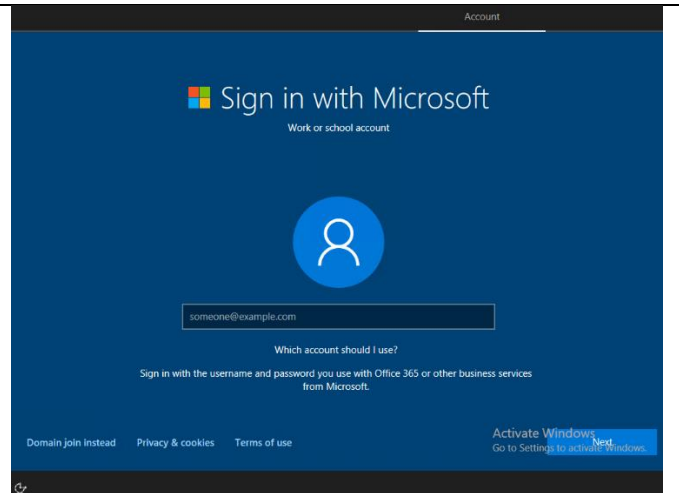 Account
Sign in with Microsoft
Work or school account
someone@example.com
Which account should I use?
Sign in with the username and password you use with Office 365 or other business services
from Microsoft.
Domain join instead Privacy & cookies Terms of use
Activate Windows
Go to Settings to activate Windows.
Next